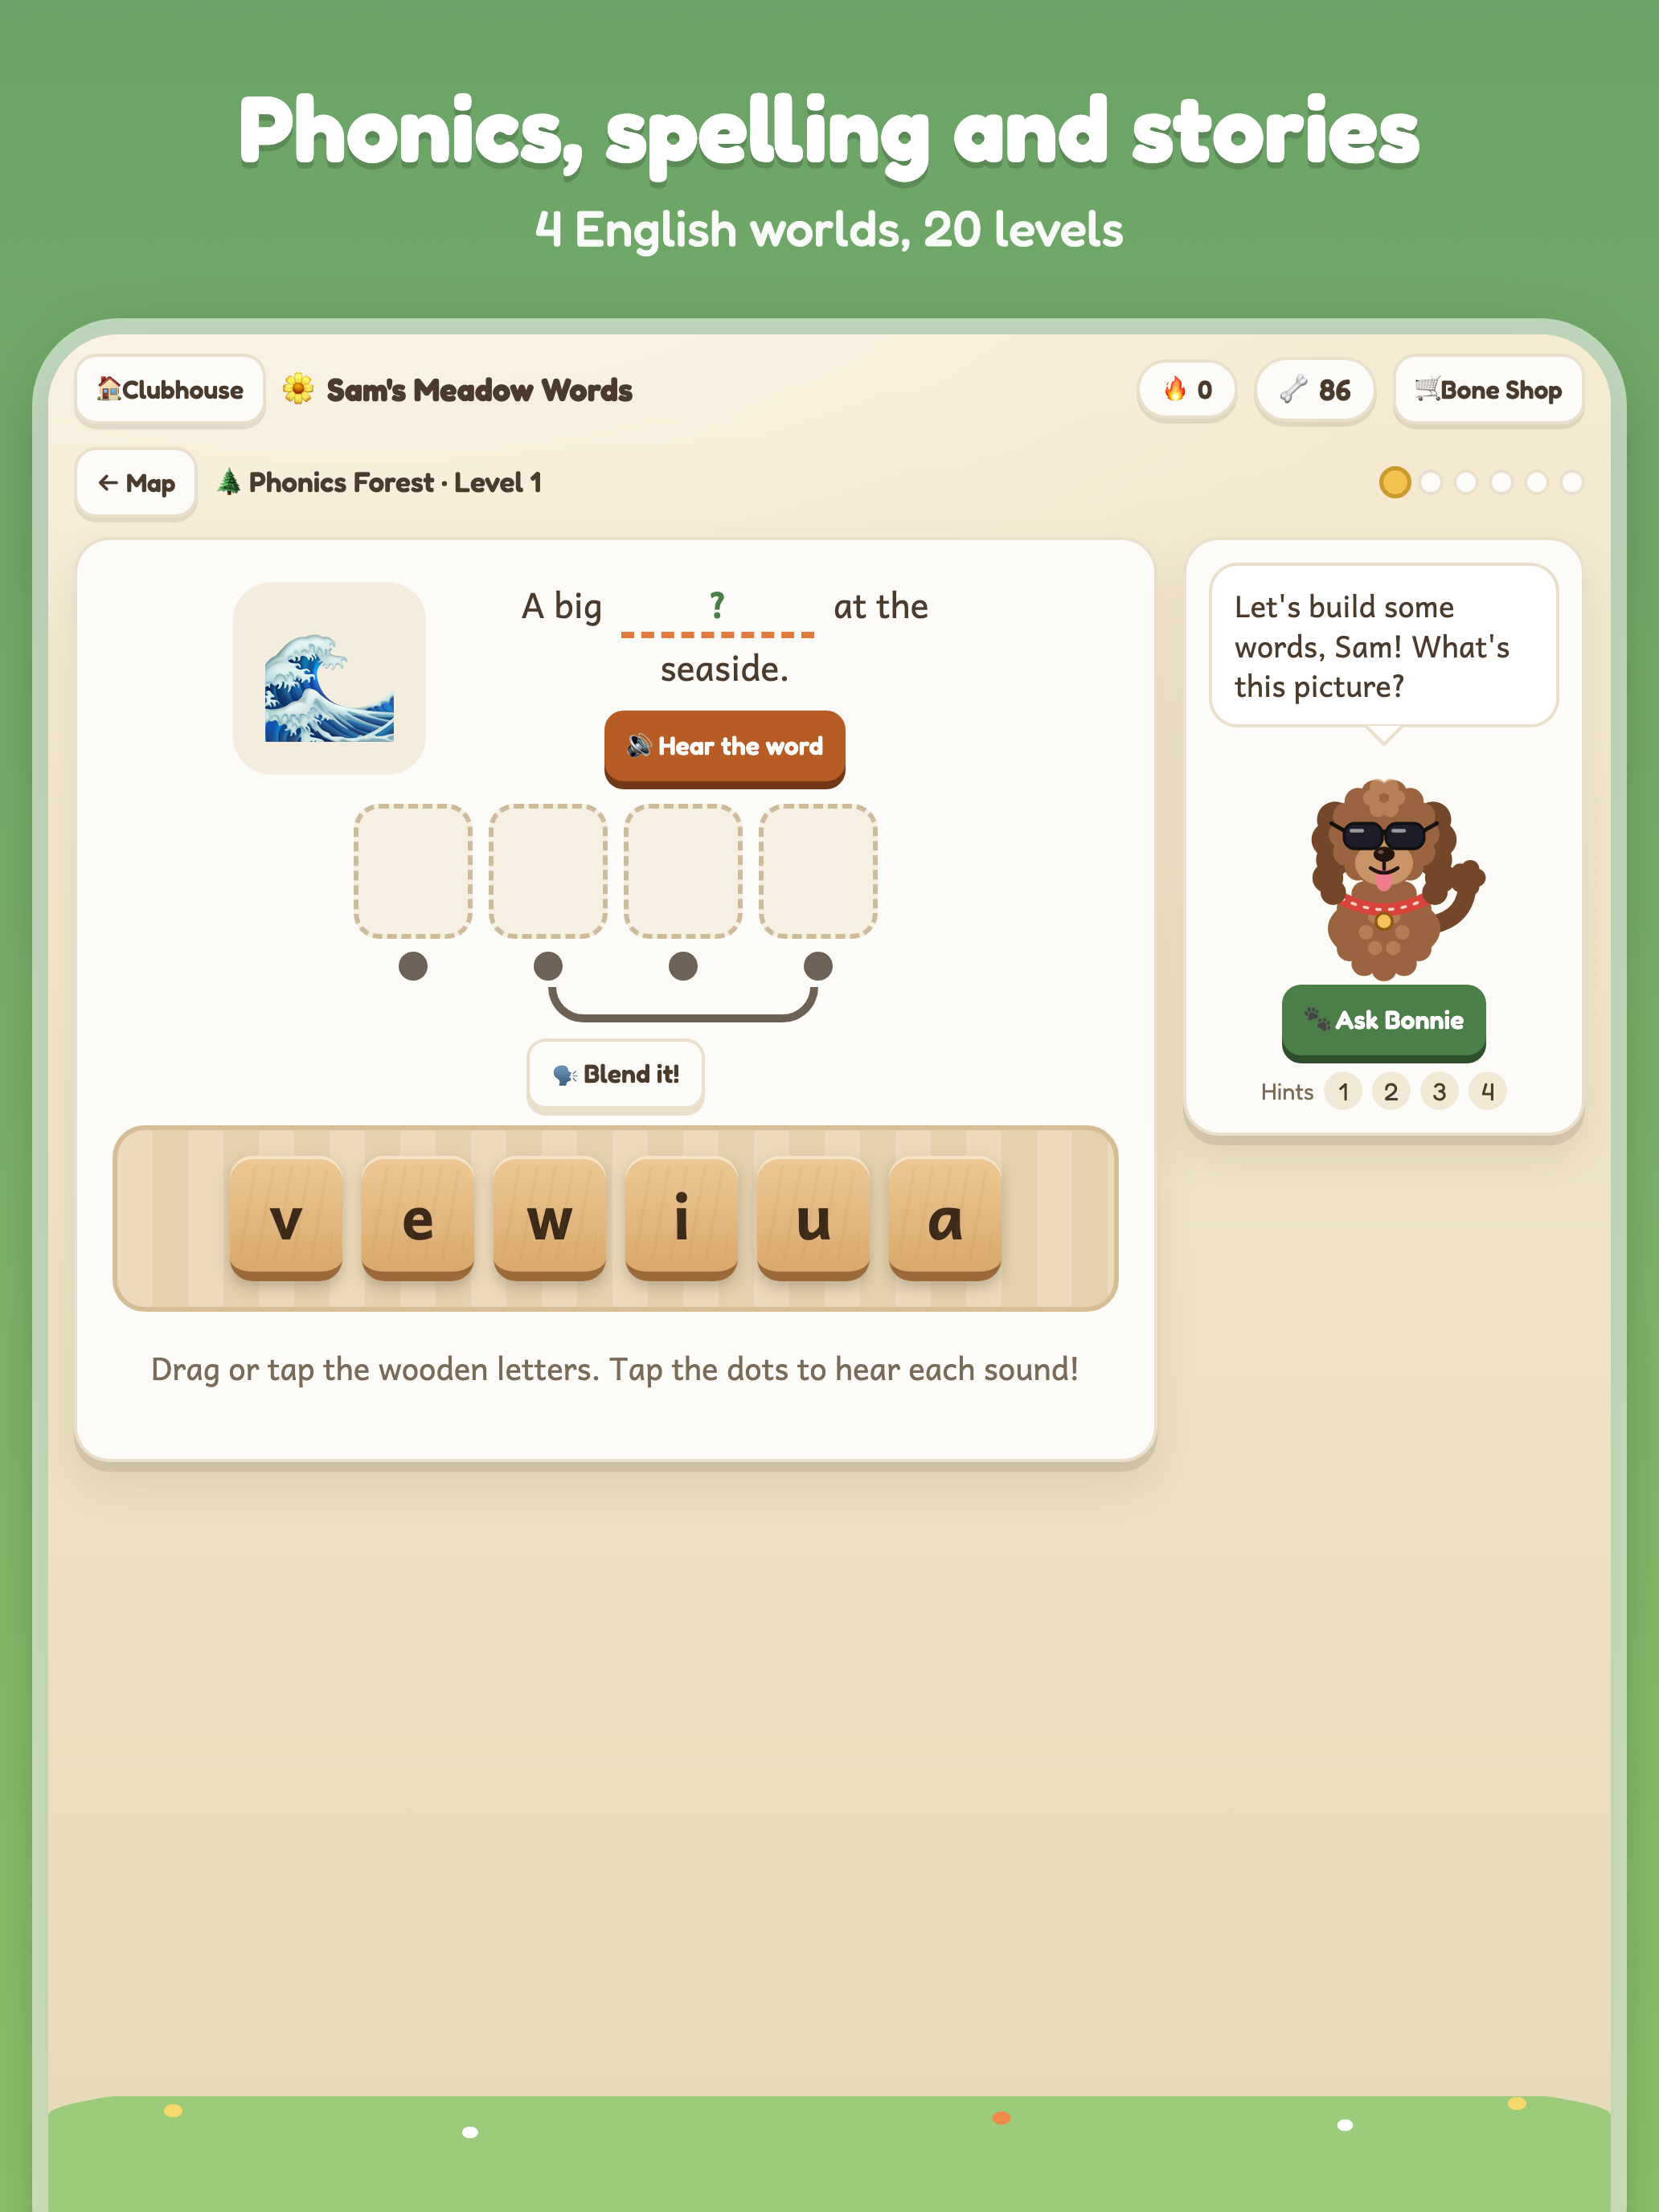 Phonics, spelling and stories
4 English worlds, 20 levels
Clubhouse
Sam's Meadow Words
0
86
Bone Shop
← Map
Phonics Forest · Level 1
A big ? at the
seaside.
Hear the word
Blend it!
v e w i u a
Drag or tap the wooden letters. Tap the dots to hear each sound!
Let's build some
words, Sam! What's
this picture?
Ask Bonnie
Hints 1 2 3 4